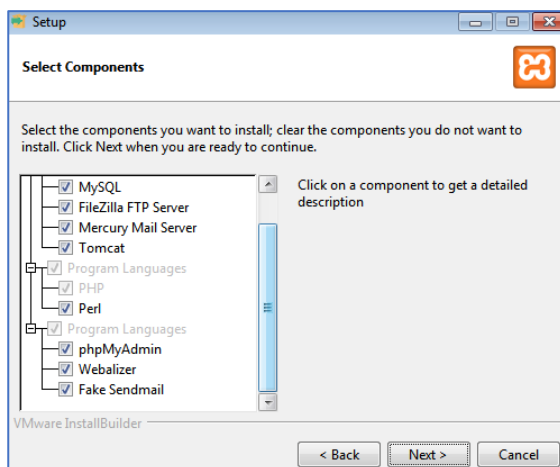 Setup
Select Components
Select the components you want to install; clear the components you do not want to
install. Click Next when you are ready to continue.
MySQL
FileZilla FTP Server
Mercury Mail Server
Tomcat
Program Languages
PHP
Perl
Program Languages
phpMyAdmin
Webalizer
Fake Sendmail
Click on a component to get a detailed
description
VMware InstallBuilder
< Back
Next >
Cancel